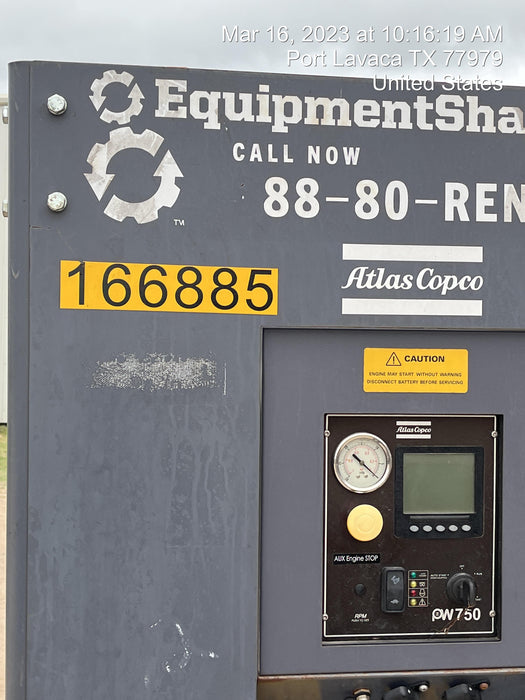 Mar 16, 2023 at 10:16:19 AM
Port Lavaca TX 77979
United States
EquipmentSha
CALL NOW
88-80-REN
TM
Atlas Copco
166885
CAUTION
ENGINE MAY START WITHOUT WARNING
DISCONNECT BATTERY BEFORE SERVICING
Atlas Copco
AUX Engine STOP
RPM
PW750